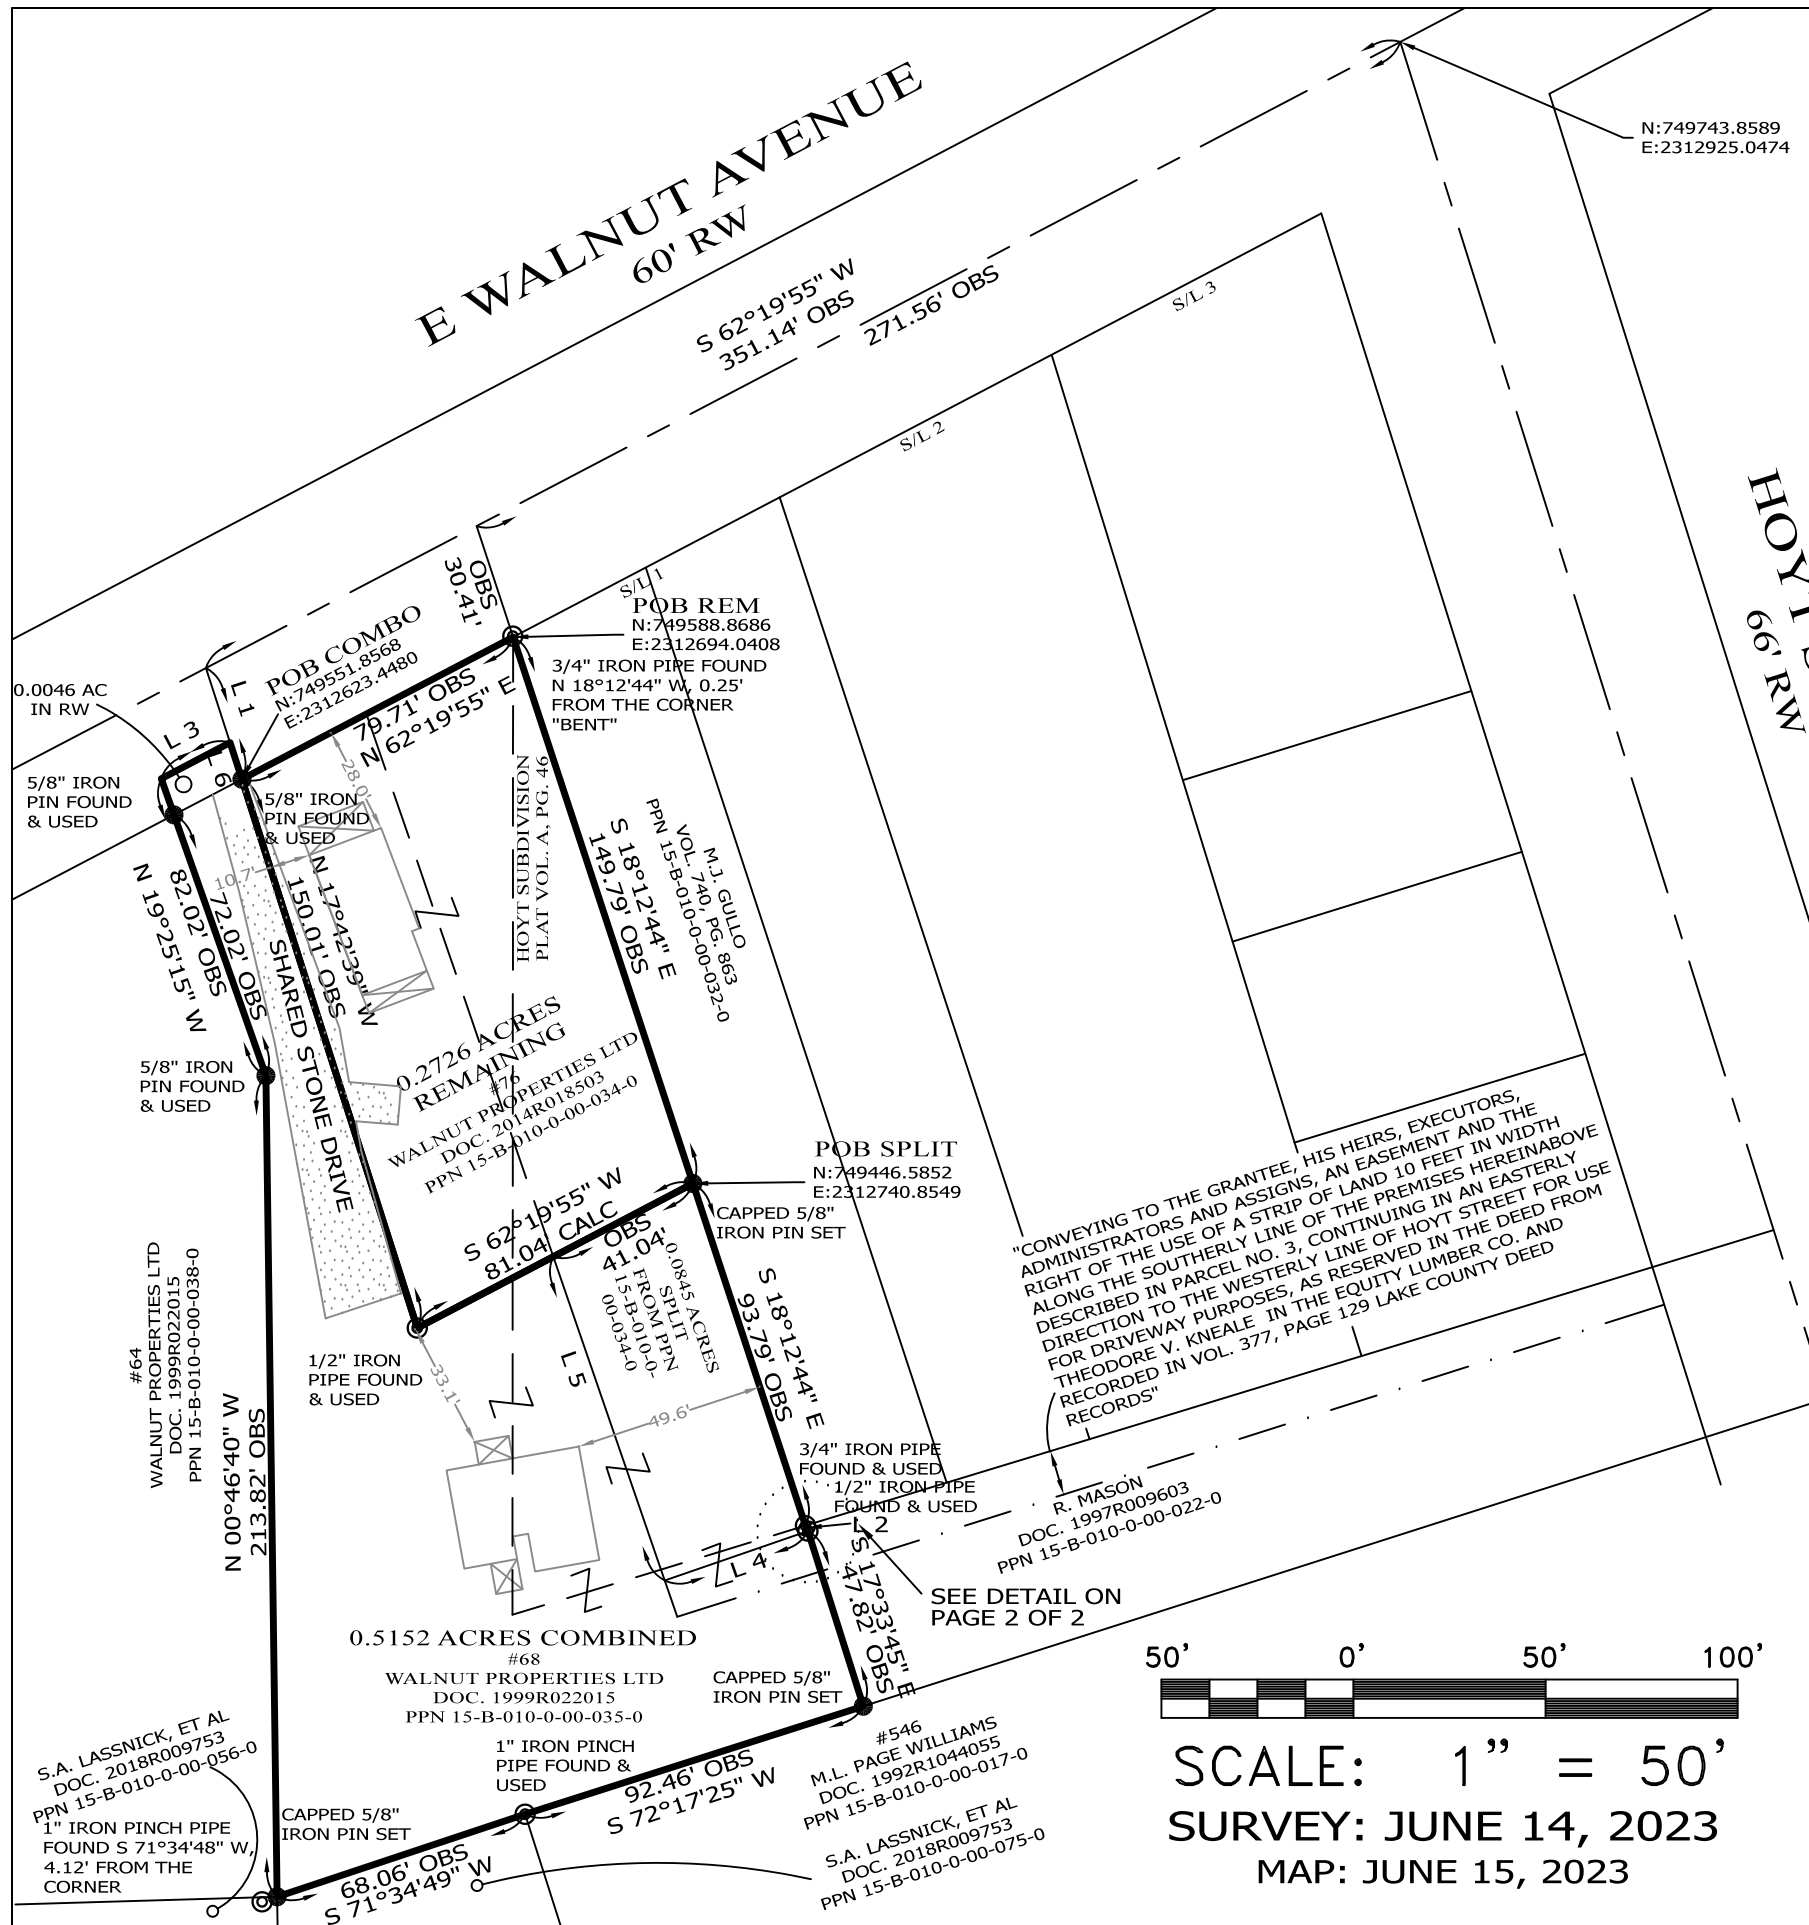 E WALNUT AVENUE
60' RW
N:749743.8589
E:2312925.0474
S 62°19'55" W
351.14' OBS
271.56' OBS
S/L 3
S/L 2
S/L 1
66' RW
OBS
30.41'
POB REM
N:749588.8686
E:2312694.0408
3/4" IRON PIPE FOUND
N 18°12'44" W, 0.25'
FROM THE CORNER
"BENT"
POB COMBO
N:749551.8568
E:2312623.4480
L 1
0.0046 AC
IN RW
L 3
L 6
79.71' OBS
N 62°19'55" E
28.0'
5/8" IRON
PIN FOUND
& USED
5/8" IRON
PIN FOUND
& USED
10.7'
HOYT SUBDIVISION
PLAT VOL. A, PG. 46
S 18°12'44" E
149.79' OBS
M.J. GULLO
VOL. 740, PG. 863
PPN 15-B-010-0-00-032-0
N 19°25'15" W
82.02' OBS
72.02' OBS
N 17°42'39" W
150.01' OBS
SHARED STONE DRIVE
0.2726 ACRES
REMAINING
#76
WALNUT PROPERTIES LTD
DOC. 2014R018503
PPN 15-B-010-0-00-034-0
5/8" IRON
PIN FOUND
& USED
POB SPLIT
N:749446.5852
E:2312740.8549
CAPPED 5/8"
IRON PIN SET
S 62°19'55" W
81.04' CALC
OBS
41.04'
0.0845 ACRES
SPLIT
FROM PPN
15-B-010-0-
00-034-0
"CONVEYING TO THE GRANTEE, HIS HEIRS, EXECUTORS,
ADMINISTRATORS AND ASSIGNS, AN EASEMENT AND THE
RIGHT OF THE USE OF A STRIP OF LAND 10 FEET IN WIDTH
ALONG THE SOUTHERLY LINE OF THE PREMISES HEREINABOVE
DESCRIBED IN PARCEL NO. 3, CONTINUING IN AN EASTERLY
DIRECTION TO THE WESTERLY LINE OF HOYT STREET FOR USE
FOR DRIVEWAY PURPOSES, AS RESERVED IN THE DEED FROM
THEODORE V. KNEALE IN THE EQUITY LUMBER CO. AND
RECORDED IN VOL. 377, PAGE 129 LAKE COUNTY DEED
RECORDS"
#64
WALNUT PROPERTIES LTD
DOC. 1999R022015
PPN 15-B-010-0-00-038-0
N 00°46'40" W
213.82' OBS
1/2" IRON
PIPE FOUND
& USED
33.1'
L 5
49.6'
S 18°12'44" E
93.79' OBS
3/4" IRON PIPE
FOUND & USED
1/2" IRON PIPE
FOUND & USED
L 2
L 4
R. MASON
DOC. 1997R009603
PPN 15-B-010-0-00-022-0
S 17°33'45" E
47.82' OBS
SEE DETAIL ON
PAGE 2 OF 2
0.5152 ACRES COMBINED
#68
WALNUT PROPERTIES LTD
DOC. 1999R022015
PPN 15-B-010-0-00-035-0
CAPPED 5/8"
IRON PIN SET
#546
M.L. PAGE WILLIAMS
DOC. 1992R1044055
PPN 15-B-010-0-00-017-0
1" IRON PINCH
PIPE FOUND &
USED
92.46' OBS
S 72°17'25" W
S.A. LASSNICK, ET AL
DOC. 2018R009753
PPN 15-B-010-0-00-056-0
1" IRON PINCH PIPE
FOUND S 71°34'48" W,
4.12' FROM THE
CORNER
CAPPED 5/8"
IRON PIN SET
68.06' OBS
S 71°34'49" W
S.A. LASSNICK, ET AL
DOC. 2018R009753
PPN 15-B-010-0-00-075-0
50' 0' 50' 100'
SCALE: 1” = 50'
SURVEY: JUNE 14, 2023
MAP: JUNE 15, 2023